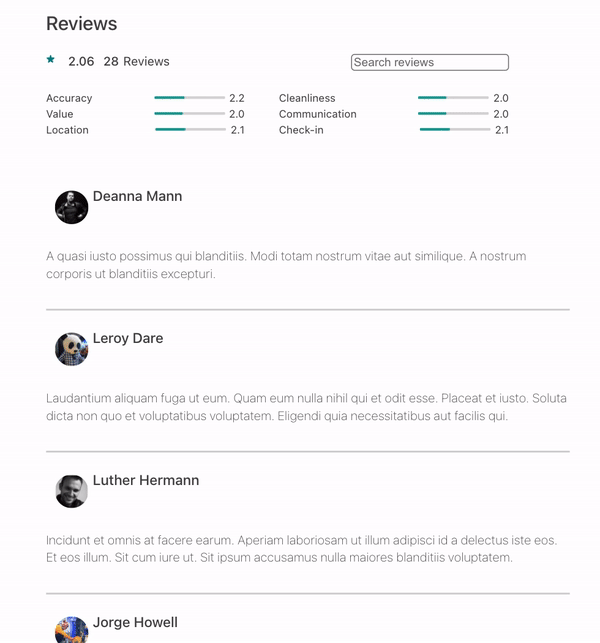 Reviews
2.06 28 Reviews Search reviews
Accuracy 2.2 Cleanliness 2.0
Value 2.0 Communication 2.0
Location 2.1 Check-in 2.1
Deanna Mann
A quasi iusto possimus qui blanditiis. Modi totam nostrum vitae aut similique. A nostrum
corporis ut blanditiis excepturi.
Leroy Dare
Laudantium aliquam fuga ut eum. Quam eum nulla nihil qui et odit esse. Placeat et iusto. Soluta
dicta non quo et voluptatibus voluptatem. Eligendi quia necessitatibus aut facilis qui.
Luther Hermann
Incidunt et omnis at facere earum. Aperiam laboriosam ut illum adipisci id a delectus iste eos.
Et eos illum. Sit cum iure ut. Sit ipsum accusamus nulla maiores blanditiis voluptatem.
Jorge Howell